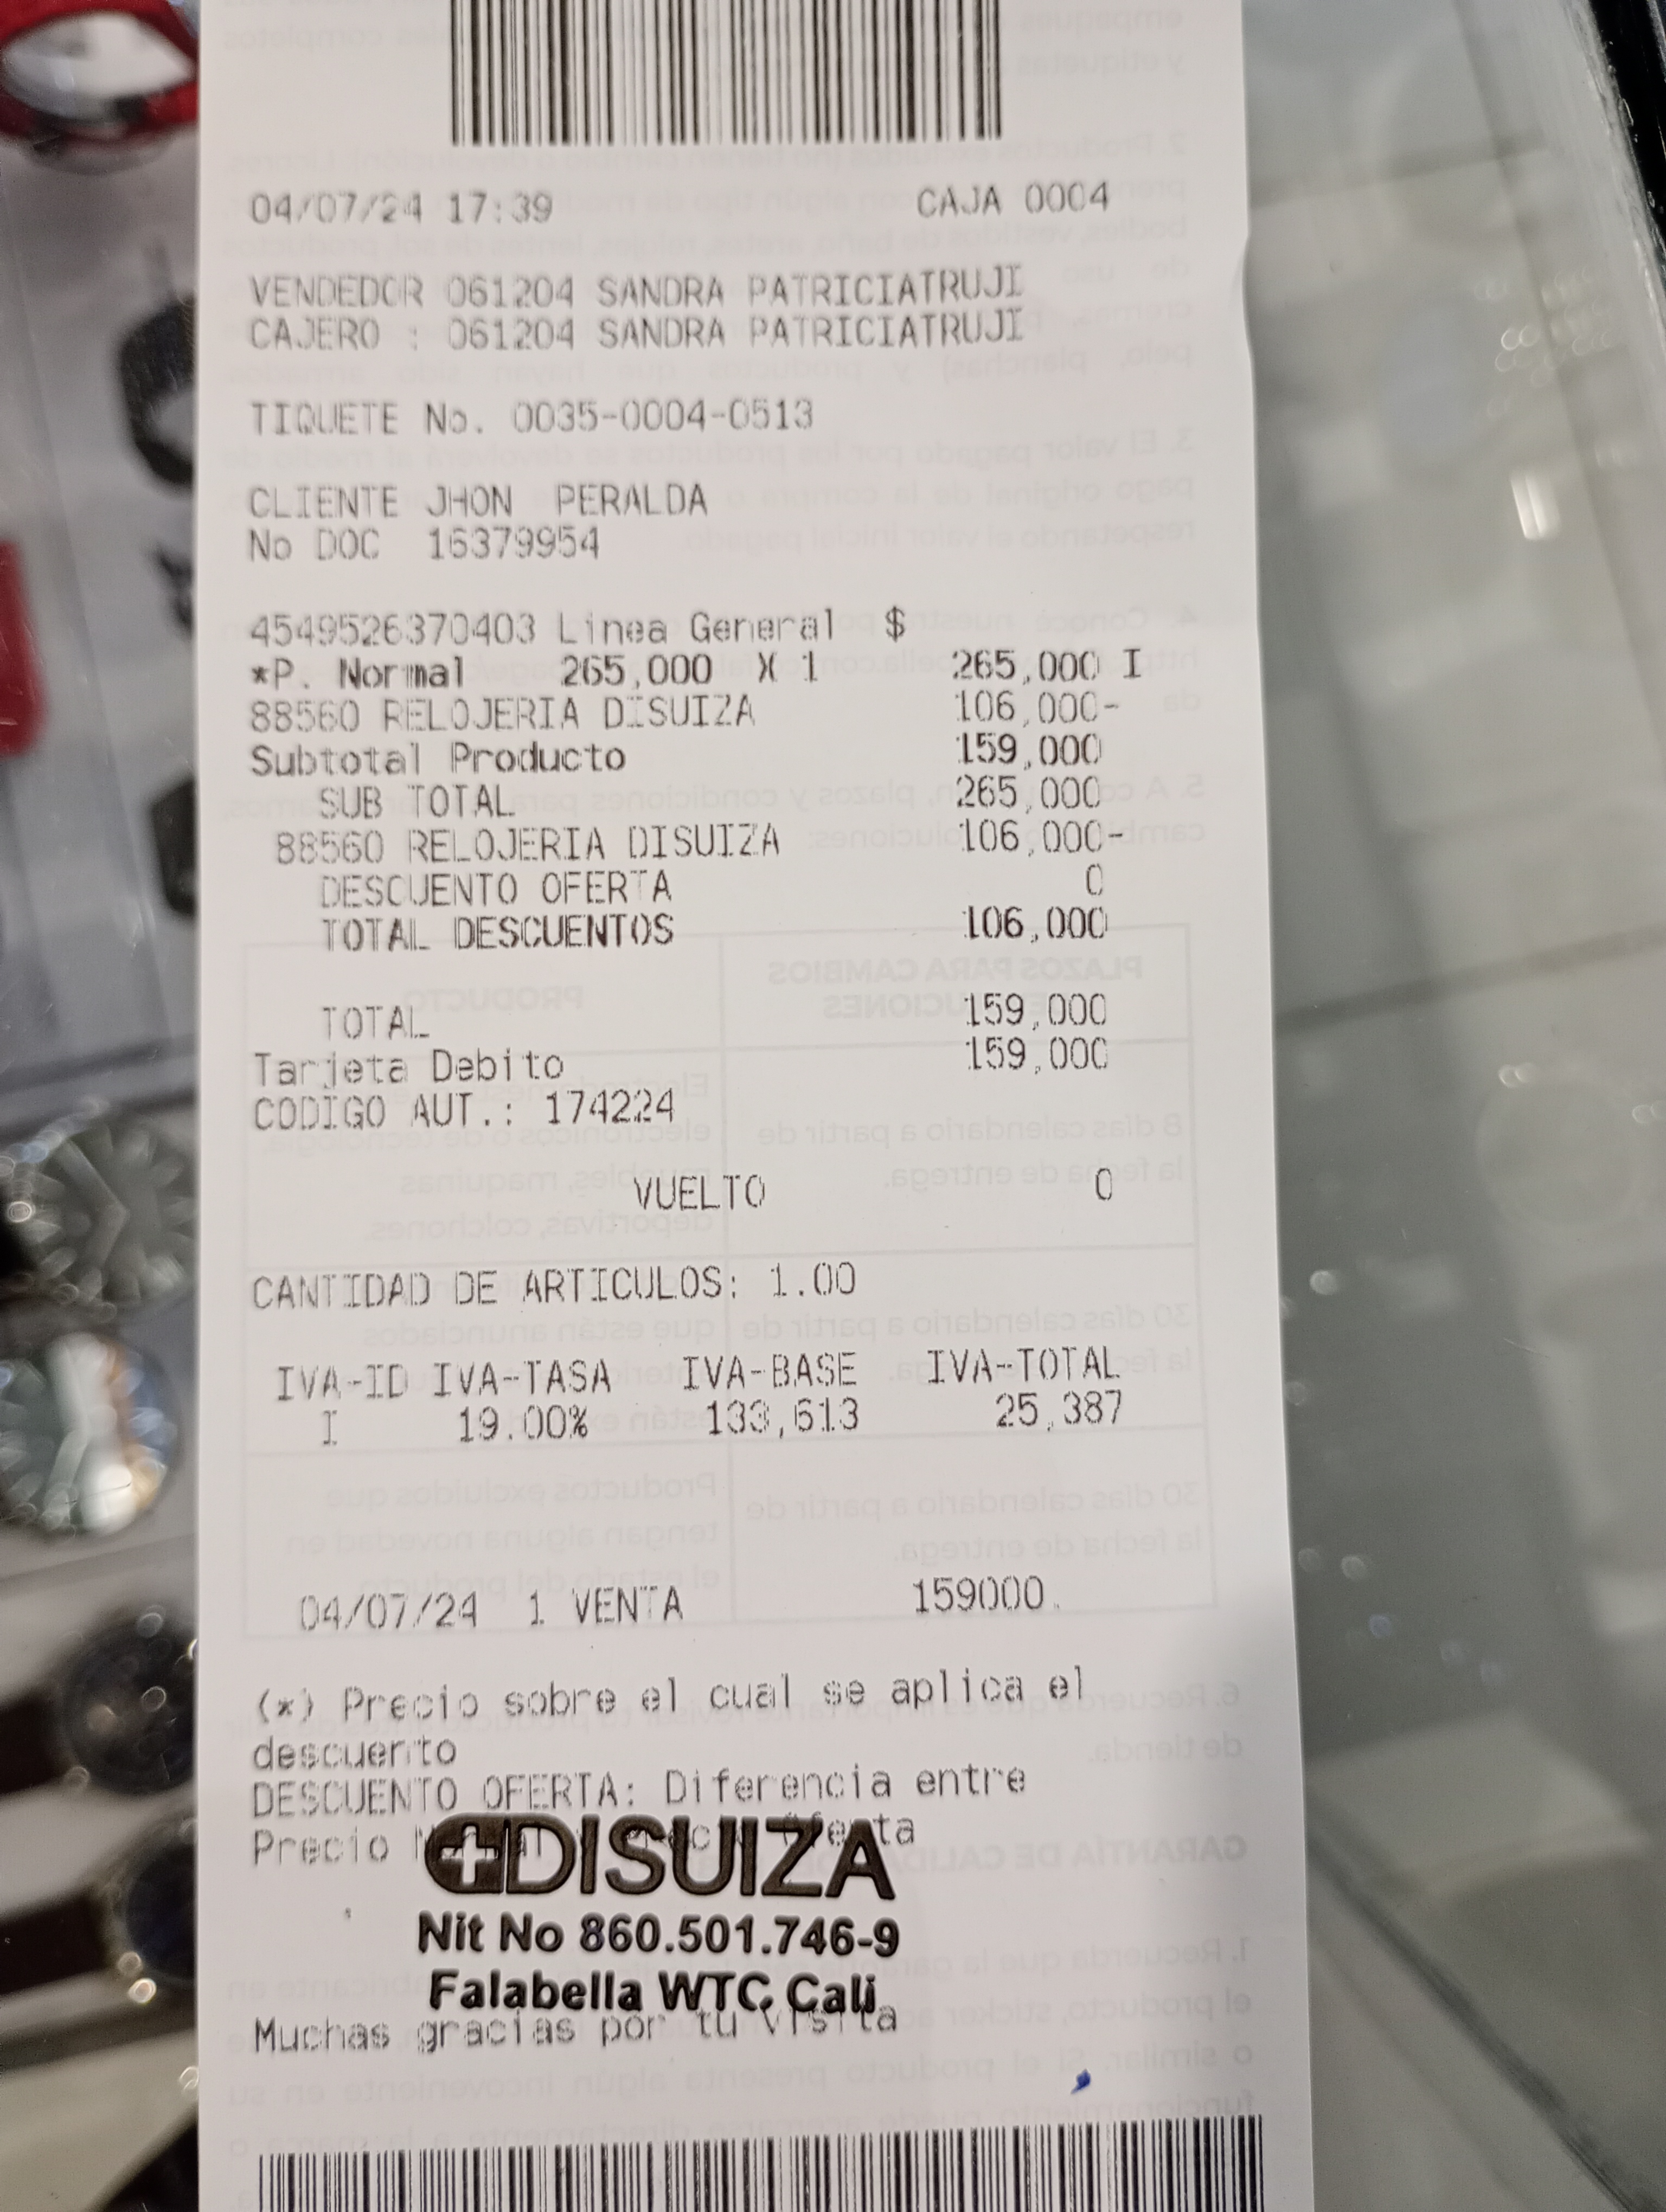 04/07/24 17:39 CAJA 0004
VENDEDOR 061204 SANDRA PATRICIATRUJI
CAJERO : 061204 SANDRA PATRICIATRUJI
TIQUETE No. 0035-0004-0513
CLIENTE JHON PERALDA
No DOC 16379954
4549526370403 Linea General $
*P. Normal 265,000 X 1 265,000 I
88560 RELOJERIA DISUIZA 106,000-
Subtotal Producto 159,000
SUB TOTAL 265,000
88560 RELOJERIA DISUIZA 106,000-
DESCUENTO OFERTA 0
TOTAL DESCUENTOS 106,000
TOTAL 159,000
Tarjeta Debito 159,000
CODIGO AUT.: 174224
VUELTO 0
CANTIDAD DE ARTICULOS: 1.00
IVA-ID IVA-TASA IVA-BASE IVA-TOTAL
I 19.00% 133,613 25,387
04/07/24 1 VENTA 159000.
(*) Precio sobre el cual se aplica el
descuento
DESCUENTO OFERTA: Diferencia entre
Precio
DISUIZA
Nit No 860.501.746-9
Falabella WTC Cali
Muchas gracias por tu visita